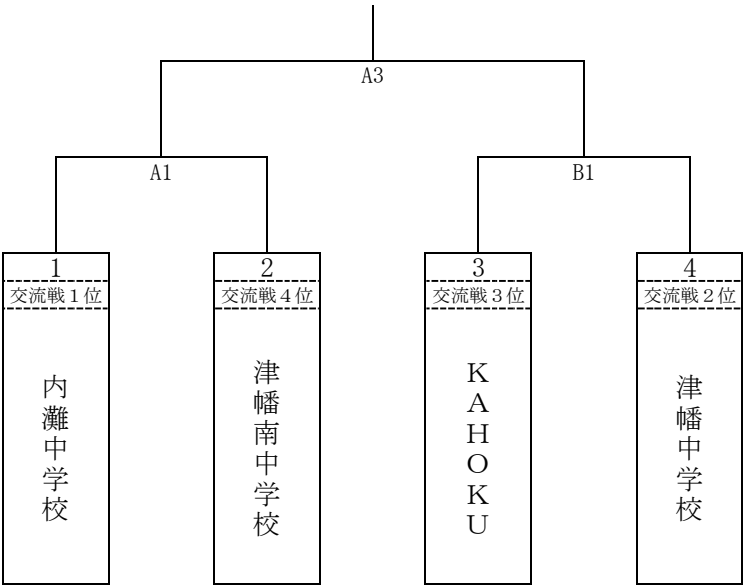 A3
A1
B1
1
2
3
4
交流戦１位
交流戦４位
交流戦３位
交流戦２位
内灘中学校
津幡南中学校
ＫＡＨＯＫＵ
津幡中学校